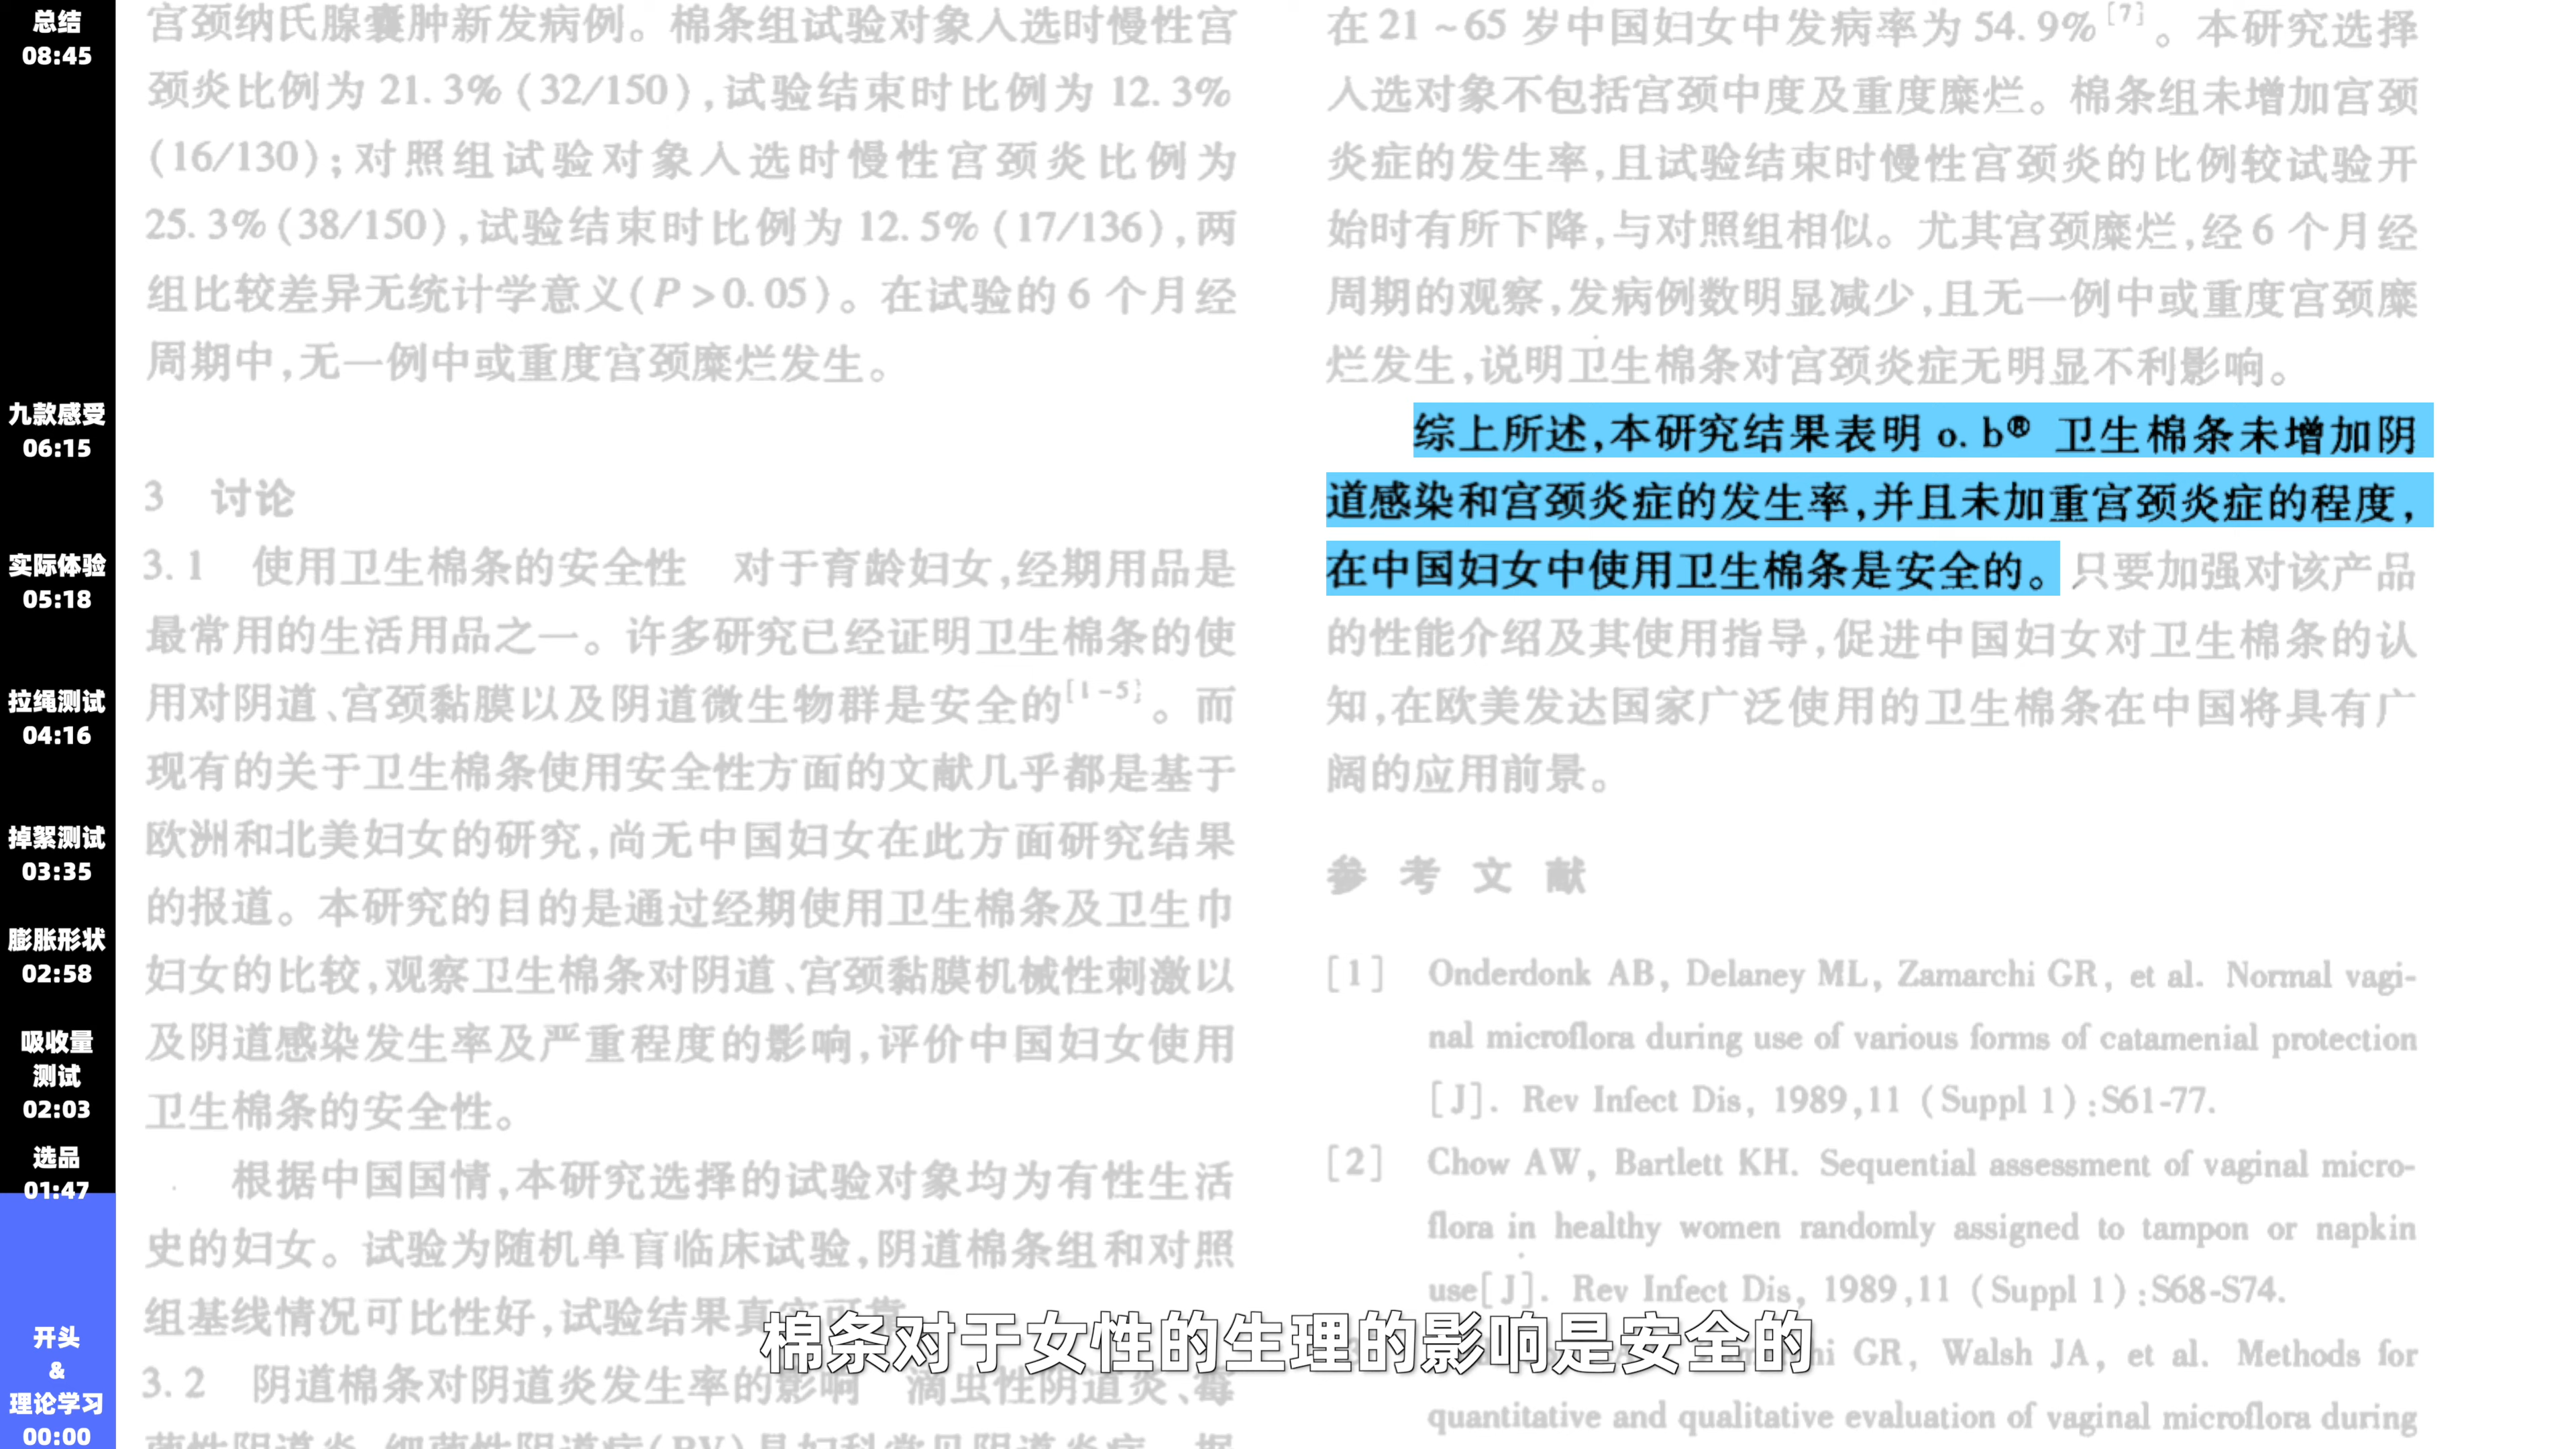 总结
08:45
九款感受
06:15
实际体验
05:18
拉绳测试
04:16
掉絮测试
03:35
膨胀形状
02:58
吸收量
测试
02:03
选品
01:47
开头
&
理论学习
00:00
宫颈纳氏腺囊肿新发病例。棉条组试验对象入选时慢性宫
颈炎比例为 21.3% (32/150),试验结束时比例为 12.3%
(16/130);对照组试验对象入选时慢性宫颈炎比例为
25.3% (38/150),试验结束时比例为 12.5% (17/136),两
组比较差异无统计学意义(P>0.05)。在试验的 6 个月经
周期中,无一例中或重度宫颈糜烂发生。
3 讨论
3.1 使用卫生棉条的安全性 对于育龄妇女,经期用品是
最常用的生活用品之一。许多研究已经证明卫生棉条的使
用对阴道、宫颈黏膜以及阴道微生物群是安全的[1-5]。而
现有的关于卫生棉条使用安全性方面的文献几乎都是基于
欧洲和北美妇女的研究,尚无中国妇女在此方面研究结果
的报道。本研究的目的是通过经期使用卫生棉条及卫生巾
妇女的比较,观察卫生棉条对阴道、宫颈黏膜机械性刺激以
及阴道感染发生率及严重程度的影响,评价中国妇女使用
卫生棉条的安全性。
根据中国国情,本研究选择的试验对象均为有性生活
史的妇女。试验为随机单盲临床试验,阴道棉条组和对照
组基线情况可比性好,试验结果真实可靠
3.2 阴道棉条对阴道炎发生率的影响 滴虫性阴道炎、霉
菌性阴道炎、细菌性阴道病(BV)是妇科常见阴道炎症。据
在 21~65 岁中国妇女中发病率为 54.9%[7]。本研究选择
入选对象不包括宫颈中度及重度糜烂。棉条组未增加宫颈
炎症的发生率,且试验结束时慢性宫颈炎的比例较试验开
始时有所下降,与对照组相似。尤其宫颈糜烂,经 6 个月经
周期的观察,发病例数明显减少,且无一例中或重度宫颈糜
烂发生,说明卫生棉条对宫颈炎症无明显不利影响。
综上所述,本研究结果表明 o.b® 卫生棉条未增加阴
道感染和宫颈炎症的发生率,并且未加重宫颈炎症的程度,
在中国妇女中使用卫生棉条是安全的。只要加强对该产品
的性能介绍及其使用指导,促进中国妇女对卫生棉条的认
知,在欧美发达国家广泛使用的卫生棉条在中国将具有广
阔的应用前景。
参 考 文 献
[1] Onderdonk AB, Delaney ML, Zamarchi GR, et al. Normal vagi-
nal microflora during use of various forms of catamenial protection
[J]. Rev Infect Dis, 1989,11 (Suppl 1):S61-77.
[2] Chow AW, Bartlett KH. Sequential assessment of vaginal micro-
flora in healthy women randomly assigned to tampon or napkin
use[J]. Rev Infect Dis, 1989,11 (Suppl 1):S68-S74.
GR, Walsh JA, et al. Methods for
quantitative and qualitative evaluation of vaginal microflora during
棉条对于女性的生理的影响是安全的